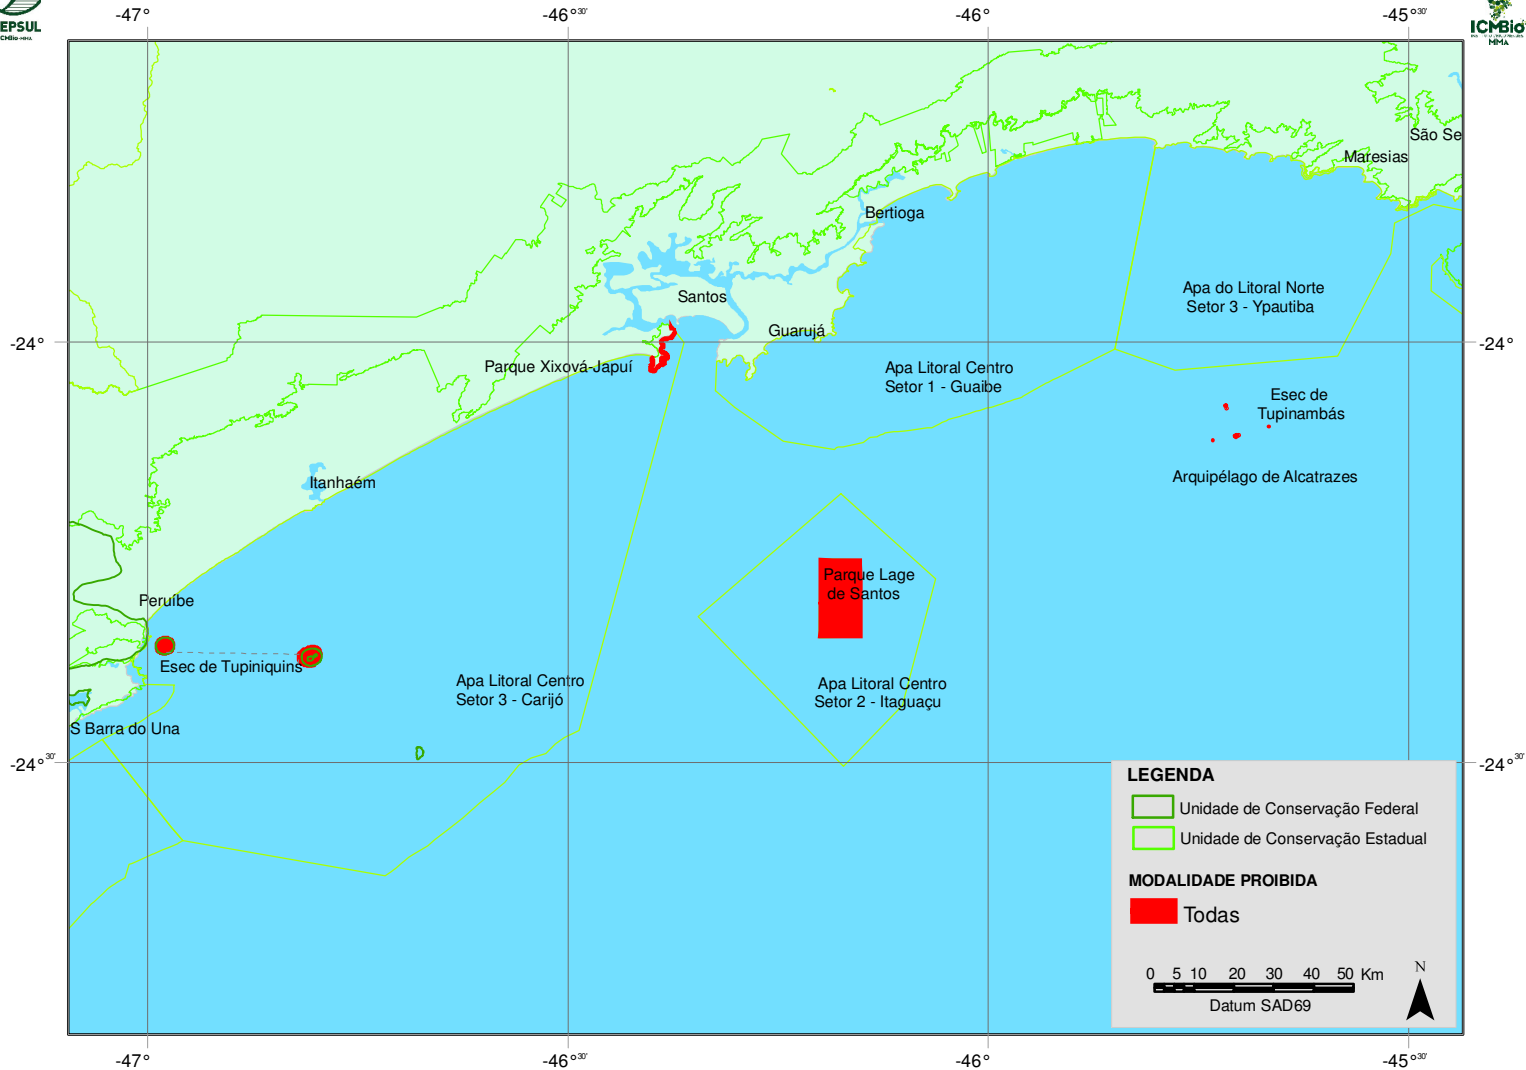 -47°
-46°30'
-46°
-45°30'
EPSUL
ICMBio-MMA
ICMBio
MMA
São Se
Maresias
Bertioga
Apa do Litoral Norte
Setor 3 - Ypautiba
Santos
Guarujá
-24°
-24°
Parque Xixová-Japuí
Apa Litoral Centro
Setor 1 - Guaibe
Esec de
Tupinambás
Arquipélago de Alcatrazes
Itanhaém
Parque Lage
de Santos
Peruíbe
Esec de Tupiniquins
Apa Litoral Centro
Setor 3 - Carijó
Apa Litoral Centro
Setor 2 - Itaguaçu
S Barra do Una
-24°30'
-24°30'
LEGENDA
Unidade de Conservação Federal
Unidade de Conservação Estadual
MODALIDADE PROIBIDA
Todas
0 5 10 20 30 40 50 Km
Datum SAD69
N
-47°
-46°30'
-46°
-45°30'